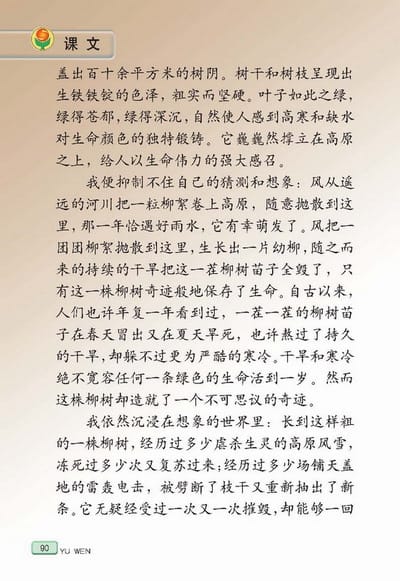 课文
盖出百十余平方米的树阴。树干和树枝呈现出
生铁铁锭的色泽，粗实而坚硬。叶子如此之绿，
绿得苍郁，绿得深沉，自然使人感到高寒和缺水
对生命颜色的独特锻铸。它巍巍然撑立在高原
之上，给人以生命伟力的强大感召。
我便抑制不住自己的猜测和想象：风从遥
远的河川把一粒柳絮卷上高原，随意抛散到这
里，那一年恰遇好雨水，它有幸萌发了。风把一
团团柳絮抛散到这里，生长出一片幼柳，随之而
来的持续的干旱把这一茬柳树苗子全毁了，只
有这一株柳树奇迹般地保存了生命。自古以来，
人们也许年复一年看到过，一茬一茬的柳树苗
子在春天冒出又在夏天旱死，也许熬过了持久
的干旱，却躲不过更为严酷的寒冷。干旱和寒冷
绝不宽容任何一条绿色的生命活到一岁。然而
这株柳树却造就了一个不可思议的奇迹。
我依然沉浸在想象的世界里：长到这样粗
的一株柳树，经历过多少虐杀生灵的高原风雪，
冻死过多少次又复苏过来；经历过多少场铺天盖
地的雷轰电击，被劈断了枝干又重新抽出了新
条。它无疑经受过一次又一次摧毁，却能够一回
90 YU WEN